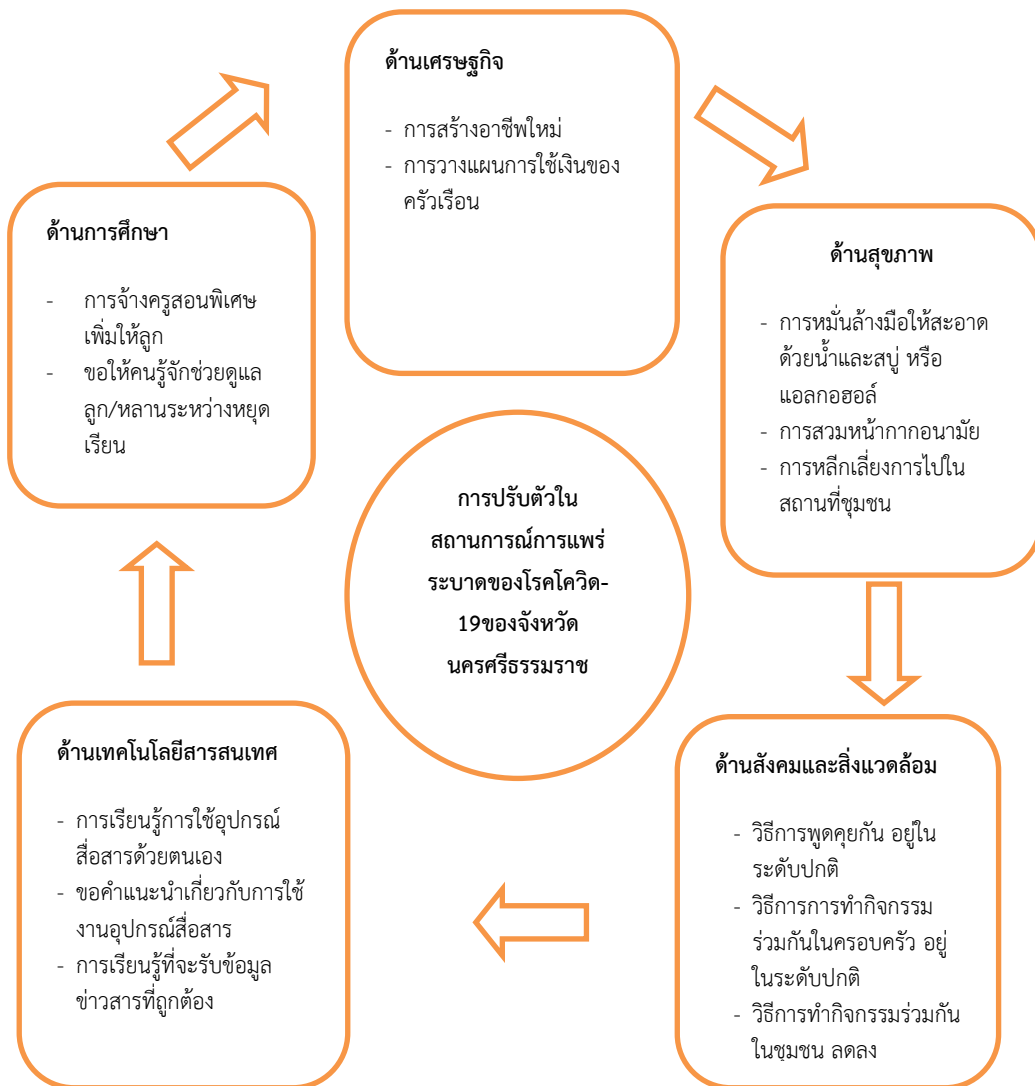 ด้านเศรษฐกิจ
- การสร้างอาชีพใหม่
- การวางแผนการใช้เงินของ
ครัวเรือน
ด้านสุขภาพ
- การหมั่นล้างมือให้สะอาด
ด้วยน้ำและสบู่ หรือ
แอลกอฮอล์
- การสวมหน้ากากอนามัย
- การหลีกเลี่ยงการไปใน
สถานที่ชุมชน
ด้านสังคมและสิ่งแวดล้อม
- วิธีการพูดคุยกัน อยู่ใน
ระดับปกติ
- วิธีการการทำกิจกรรม
ร่วมกันในครอบครัว อยู่
ในระดับปกติ
- วิธีการทำกิจกรรมร่วมกัน
ในชุมชน ลดลง
ด้านเทคโนโลยีสารสนเทศ
- การเรียนรู้การใช้อุปกรณ์
สื่อสารด้วยตนเอง
- ขอคำแนะนำเกี่ยวกับการใช้
งานอุปกรณ์สื่อสาร
- การเรียนรู้ที่จะรับข้อมูล
ข่าวสารที่ถูกต้อง
ด้านการศึกษา
- การจ้างครูสอนพิเศษ
เพิ่มให้ลูก
- ขอให้คนรู้จักช่วยดูแล
ลูก/หลานระหว่างหยุด
เรียน
การปรับตัวใน
สถานการณ์การแพร่
ระบาดของโรคโควิด-
19ของจังหวัด
นครศรีธรรมราช